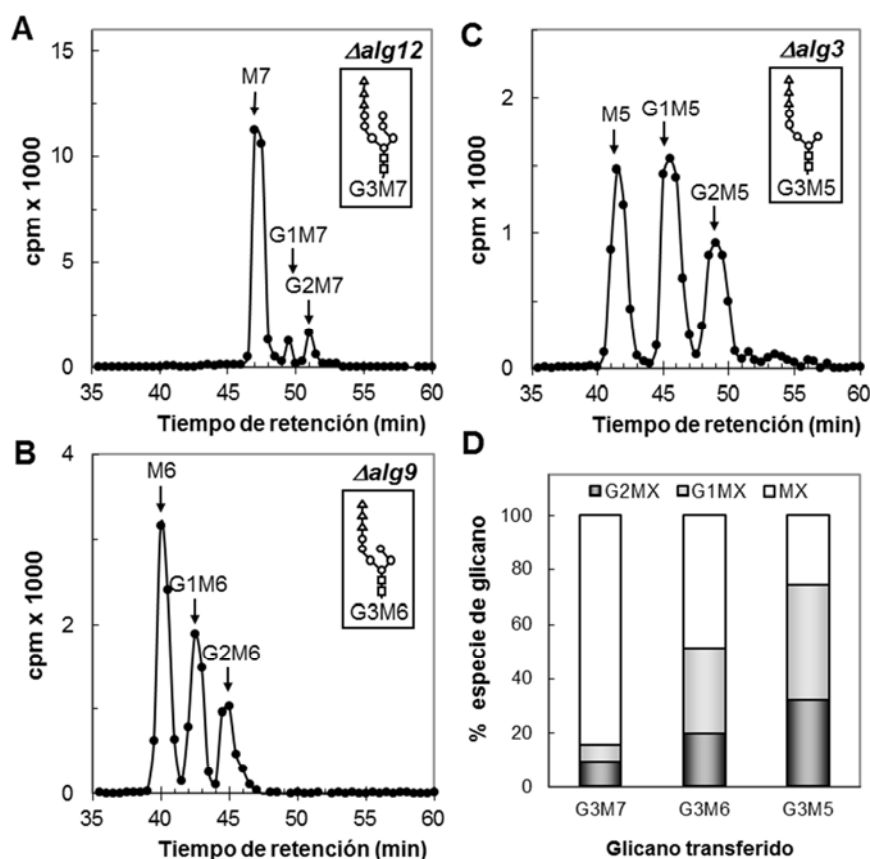 A
Δalg12
15
10
5
0
cpm x 1000
M7
G1M7
G2M7
G3M7
35 40 45 50 55 60
Tiempo de retención (min)
B
Δalg9
4
2
0
cpm x 1000
M6
G1M6
G2M6
G3M6
35 40 45 50 55 60
Tiempo de retención (min)
C
Δalg3
2
1
0
cpm x 1000
M5
G1M5
G2M5
G3M5
35 40 45 50 55 60
Tiempo de retención (min)
D
G2MX G1MX MX
100
80
60
40
20
0
% especie de glicano
G3M7 G3M6 G3M5
Glicano transferido